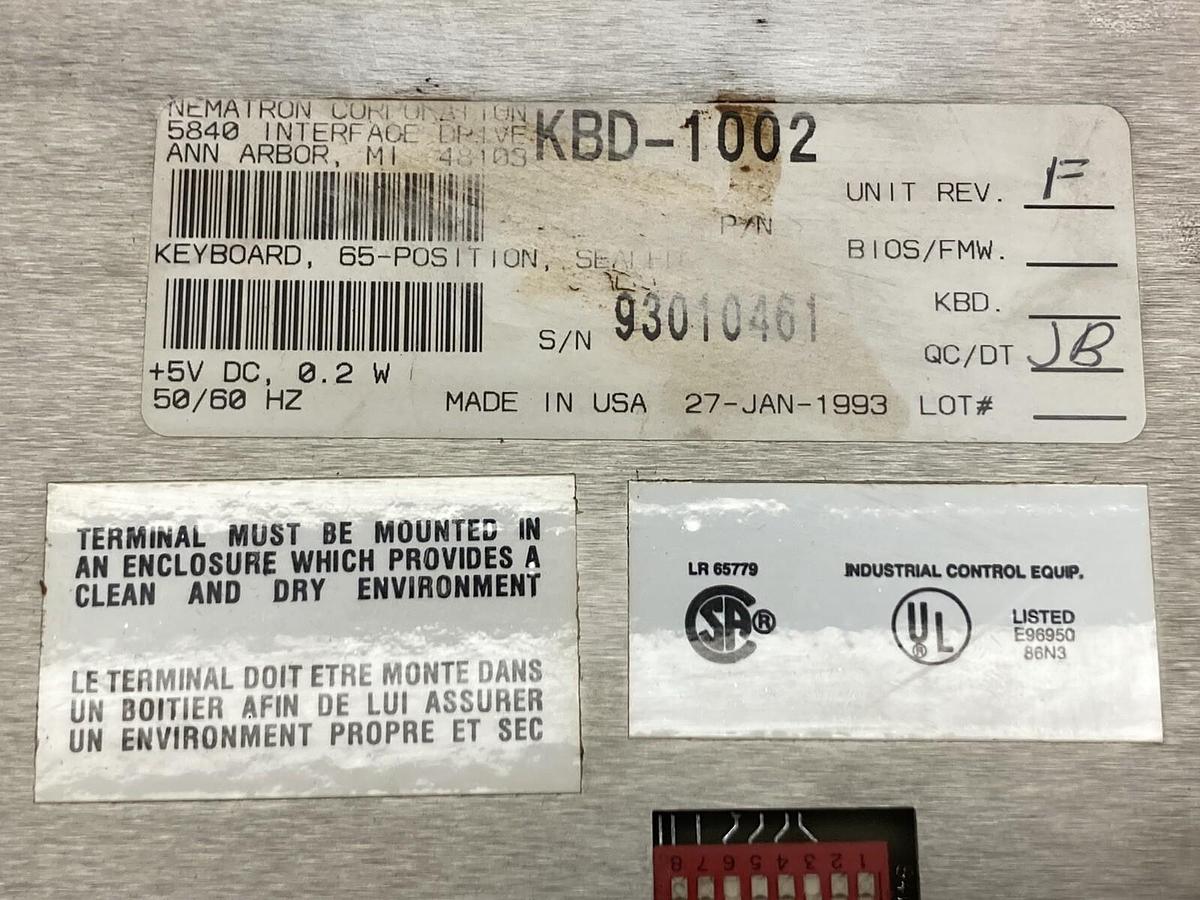 NEMATRON CORPORATION
5840 INTERFACE DRIVE
ANN ARBOR, MI 48103
KBD-1002
P/N
UNIT REV. F
BIOS/FMW.
KEYBOARD, 65-POSITION, SEALED
KBD.
S/N 93010461
QC/DT JB
+5V DC, 0.2 W
50/60 HZ
MADE IN USA 27-JAN-1993 LOT#
TERMINAL MUST BE MOUNTED IN
AN ENCLOSURE WHICH PROVIDES A
CLEAN AND DRY ENVIRONMENT
LE TERMINAL DOIT ETRE MONTE DANS
UN BOITIER AFIN DE LUI ASSURER
UN ENVIRONMENT PROPRE ET SEC
LR 65779
SA®
INDUSTRIAL CONTROL EQUIP.
UL®
LISTED
E96950
86N3
8 7 6 5 4 3 2 1